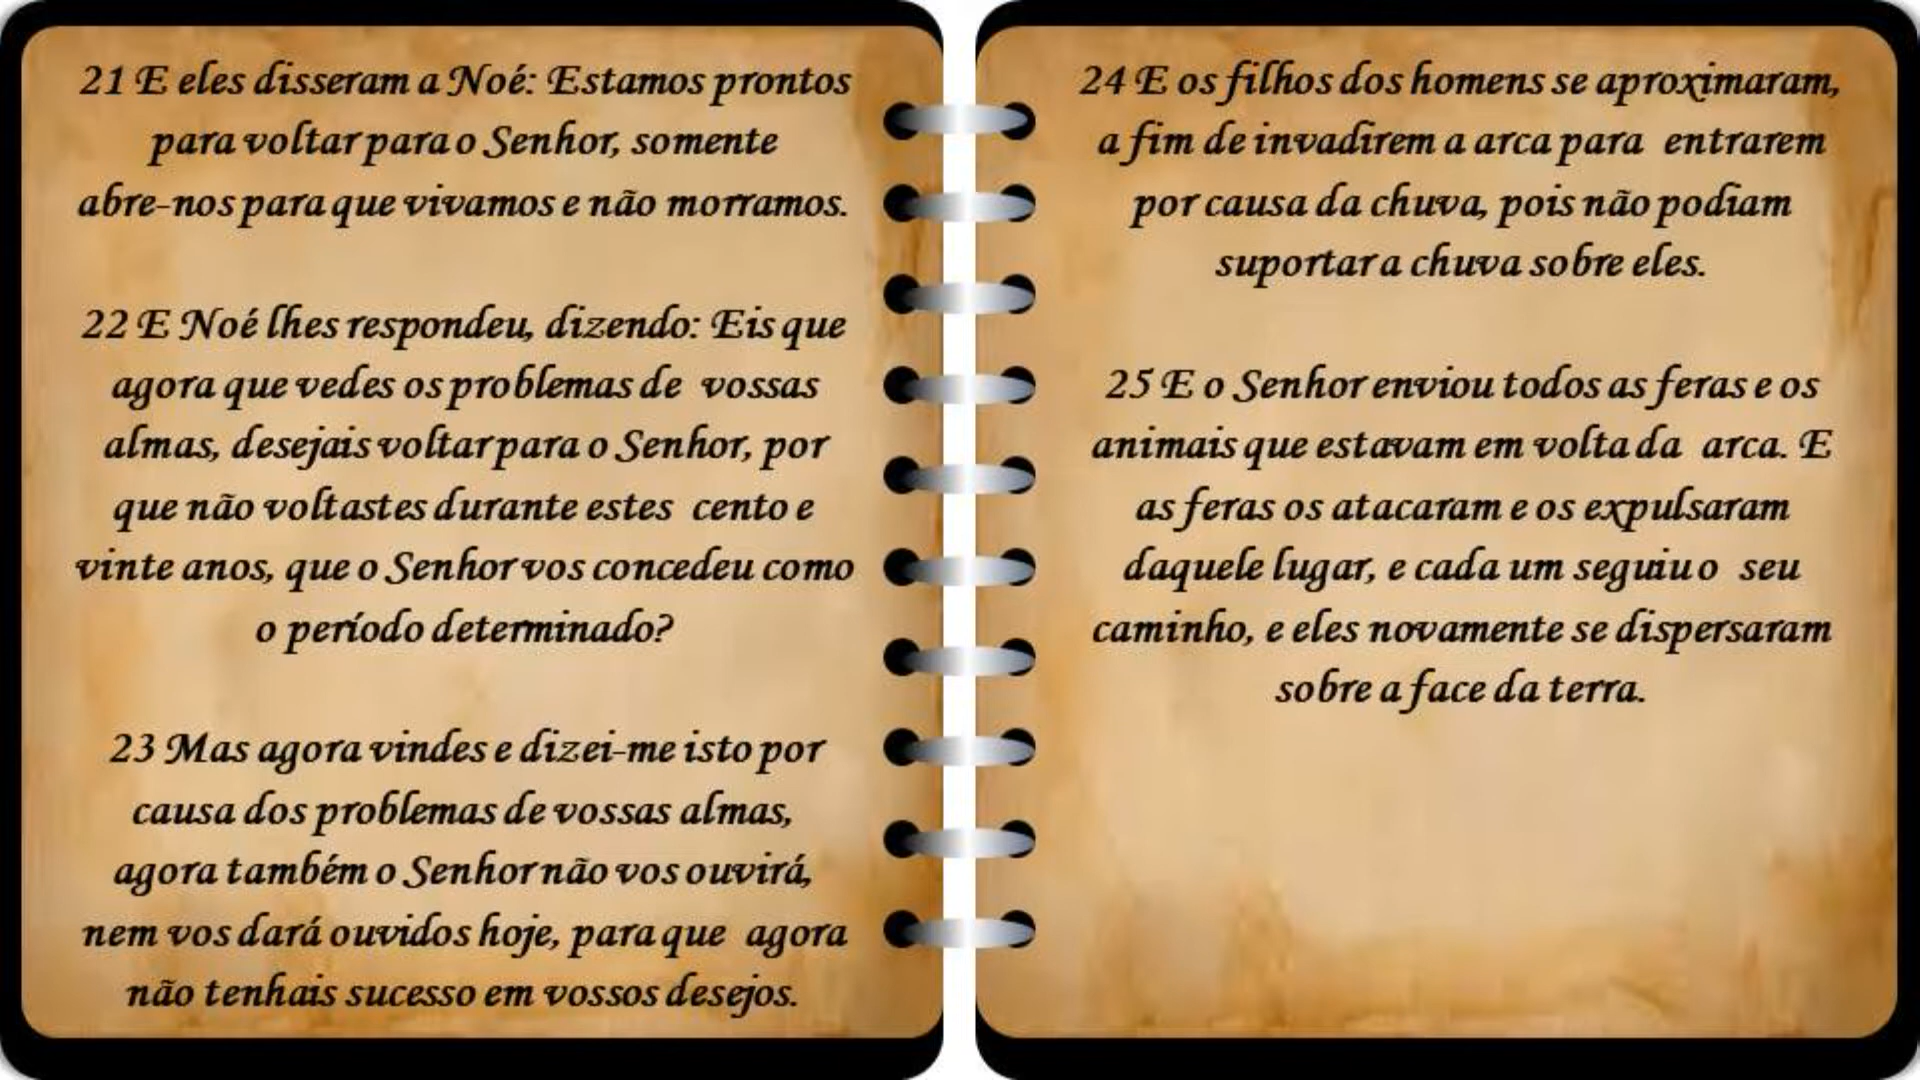 21 E eles disseram a Noé: Estamos prontos
para voltar para o Senhor, somente
abre-nos para que vivamos e não morramos.
22 E Noé lhes respondeu, dizendo: Eis que
agora que vedes os problemas de vossas
almas, desejais voltar para o Senhor, por
que não voltastes durante estes cento e
vinte anos, que o Senhor vos concedeu como
o período determinado?
23 Mas agora vindes e dizei-me isto por
causa dos problemas de vossas almas,
agora também o Senhor não vos ouvirá,
nem vos dará ouvidos hoje, para que agora
não tenhais sucesso em vossos desejos.
24 E os filhos dos homens se aproximaram,
a fim de invadirem a arca para entrarem
por causa da chuva, pois não podiam
suportar a chuva sobre eles.
25 E o Senhor enviou todos as feras e os
animais que estavam em volta da arca. E
as feras os atacaram e os expulsaram
daquele lugar, e cada um seguiu o seu
caminho, e eles novamente se dispersaram
sobre a face da terra.